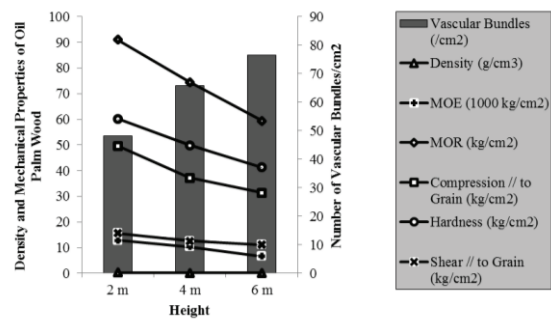 Density and Mechanical Properties of Oil
Palm Wood
100
90
80
70
60
50
40
30
20
10
0
2 m
4 m
6 m
Height
90
80
70
60
50
40
30
20
10
0
Number of Vascular Bundles/cm2
Vascular Bundles
(/cm2)
Density (g/cm3)
MOE (1000 kg/cm2)
MOR (kg/cm2)
Compression // to
Grain (kg/cm2)
Hardness (kg/cm2)
Shear // to Grain
(kg/cm2)